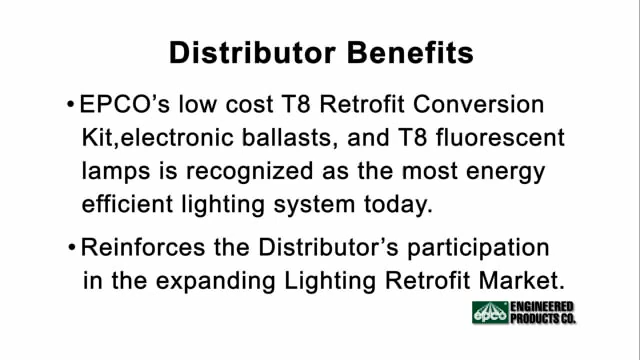 Distributor Benefits
•EPCO's low cost T8 Retrofit Conversion
Kit,electronic ballasts, and T8 fluorescent
lamps is recognized as the most energy
efficient lighting system today.
•Reinforces the Distributor's participation
in the expanding Lighting Retrofit Market.
epco
ENGINEERED
PRODUCTS CO.